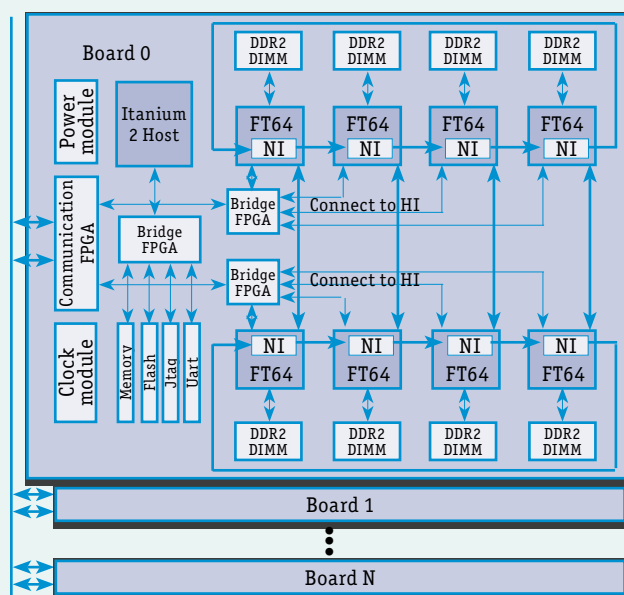 Board 0
Power
module
Itanium
2 Host
DDR2
DIMM
DDR2
DIMM
DDR2
DIMM
DDR2
DIMM
FT64
NI
FT64
NI
FT64
NI
FT64
NI
Communication
FPGA
Bridge
FPGA
Bridge
FPGA
Connect to HI
Bridge
FPGA
Connect to HI
Clock
module
Memory
Flash
Jtaq
Uart
NI
FT64
NI
FT64
NI
FT64
NI
FT64
DDR2
DIMM
DDR2
DIMM
DDR2
DIMM
DDR2
DIMM
Board 1
Board N